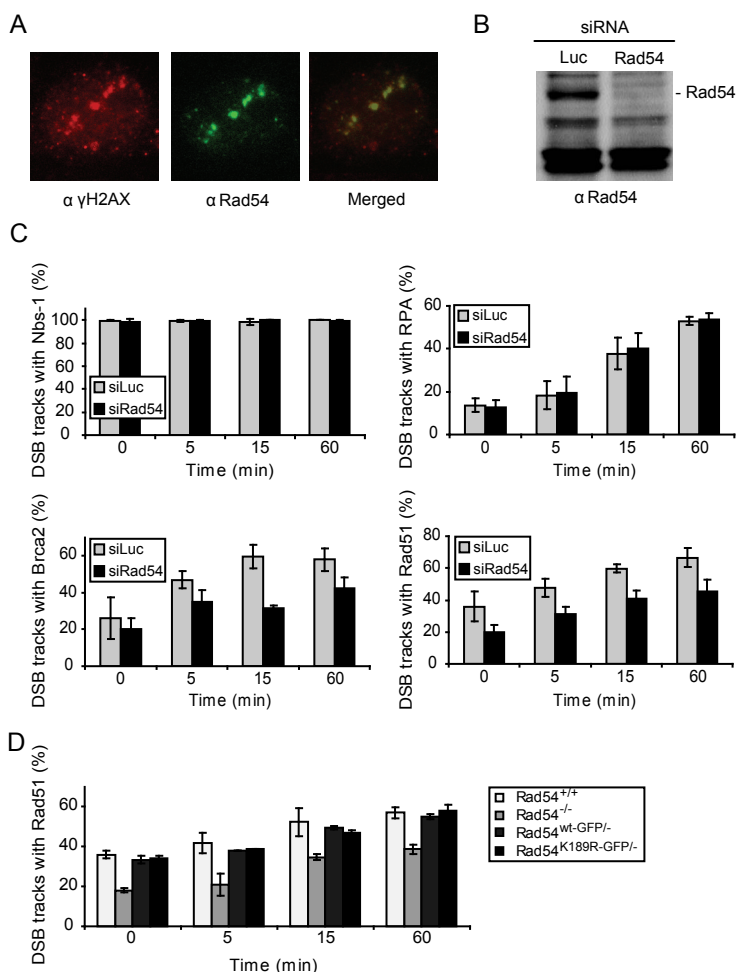 A
α γH2AX
α Rad54
Merged
B
siRNA
Luc Rad54
- Rad54
α Rad54
C
DSB tracks with Nbs-1 (%)
100
80
60
40
20
0
siLuc
siRad54
0 5 15 60
Time (min)
DSB tracks with RPA (%)
60
40
20
0
siLuc
siRad54
0 5 15 60
Time (min)
DSB tracks with Brca2 (%)
60
40
20
0
siLuc
siRad54
0 5 15 60
Time (min)
DSB tracks with Rad51 (%)
80
60
40
20
0
siLuc
siRad54
0 5 15 60
Time (min)
D
DSB tracks with Rad51 (%)
60
40
20
0
0 5 15 60
Time (min)
Rad54+/+
Rad54-/-
Rad54wt-GFP/-
Rad54K189R-GFP/-